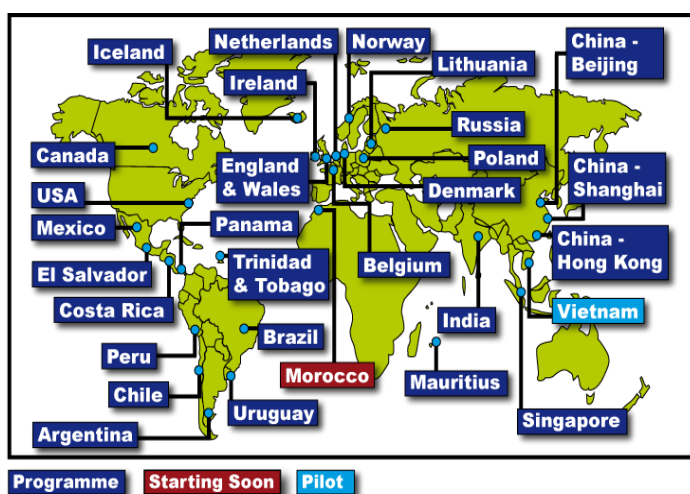 Iceland
Netherlands
Norway
China -
Beijing
Lithuania
Ireland
Russia
Canada
England
& Wales
Poland
China -
Shanghai
USA
Denmark
Mexico
Panama
China -
Hong Kong
El Salvador
Trinidad
& Tobago
Belgium
Costa Rica
Vietnam
India
Brazil
Peru
Morocco
Mauritius
Chile
Uruguay
Singapore
Argentina
Programme
Starting Soon
Pilot